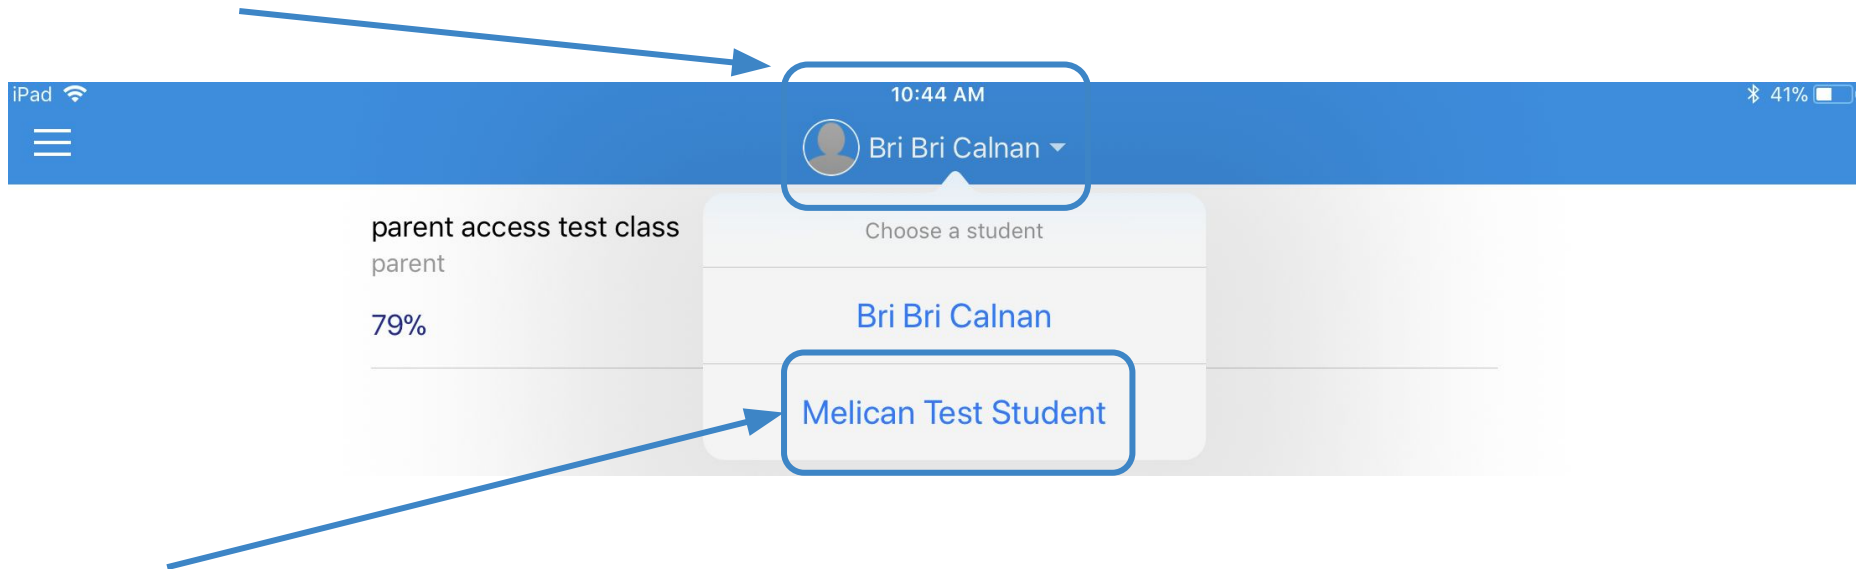 iPad 10:44 AM 41%
Bri Bri Calnan
parent access test class
parent
79%
Choose a student
Bri Bri Calnan
Melican Test Student